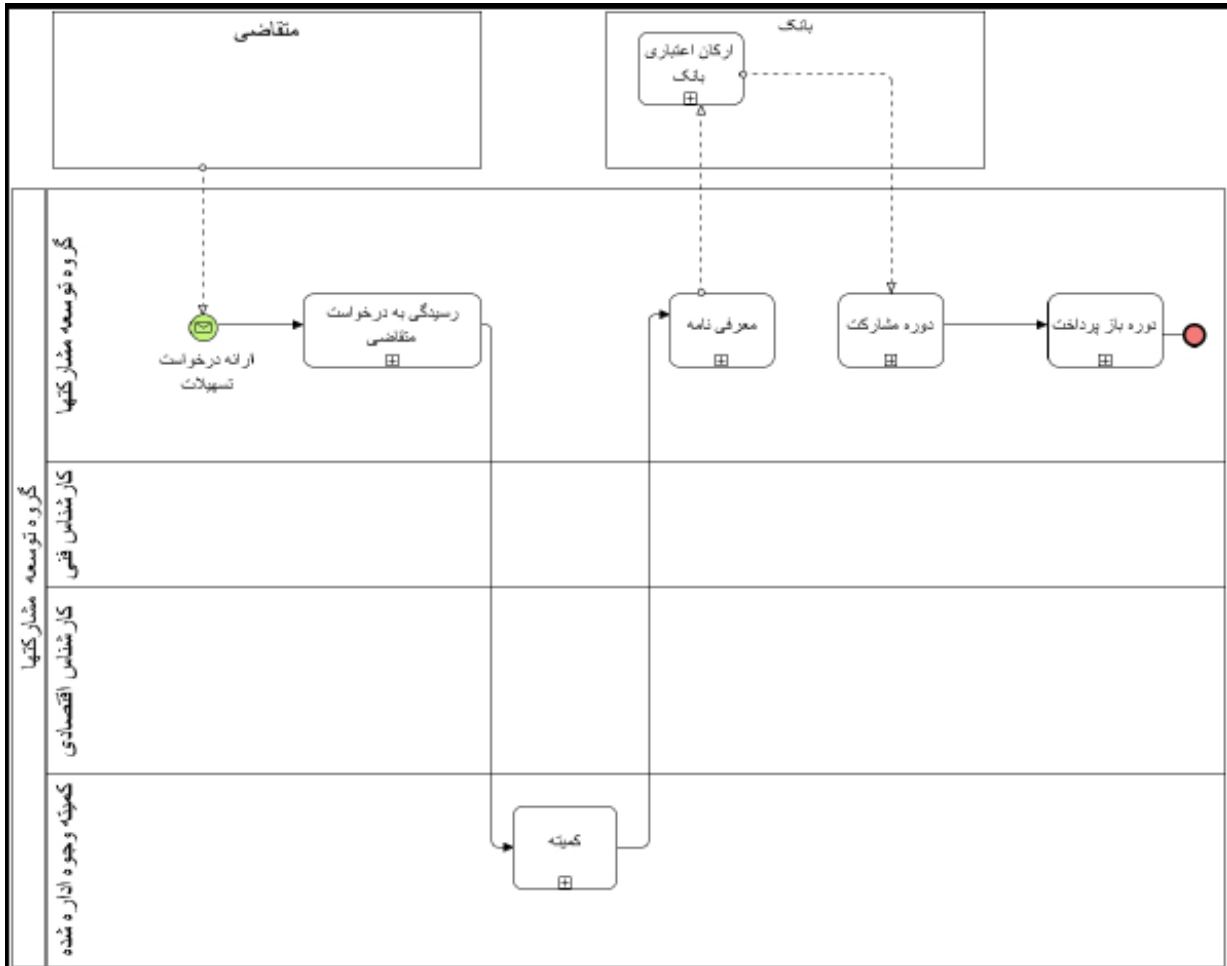 متقاضی
بانک
ارکان اعتباری
بانک
گروه توسعه مشارکتها
گروه توسعه مشارکتها
ارائه درخواست
تسهیلات
رسیدگی به درخواست
متقاضی
معرفی نامه
دوره مشارکت
دوره باز پرداخت
کارشناس فنی
کارشناس اقتصادی
کمیته وجوه اداره شده
کمیته